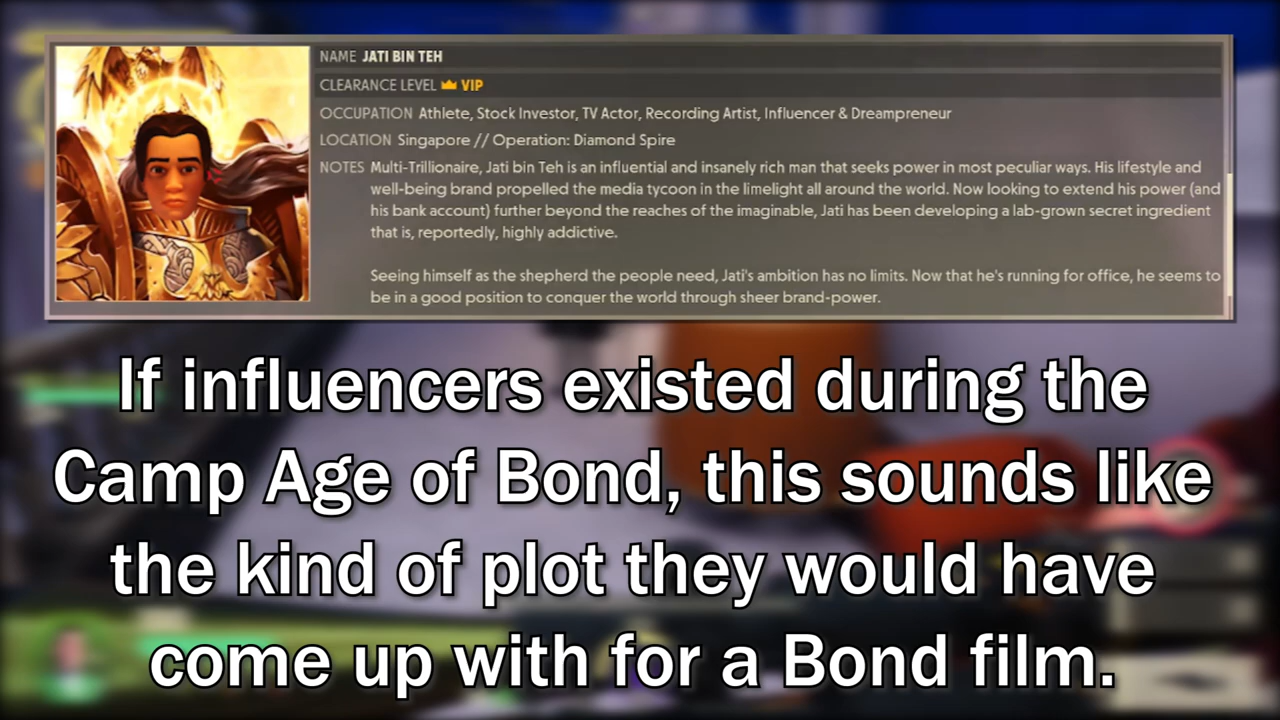 NAME JATI BIN TEH
CLEARANCE LEVEL VIP
OCCUPATION Athlete, Stock Investor, TV Actor, Recording Artist, Influencer & Dreampreneur
LOCATION Singapore // Operation: Diamond Spire
NOTES Multi-Trillionaire, Jati bin Teh is an influential and insanely rich man that seeks power in most peculiar ways. His lifestyle and
well-being brand propelled the media tycoon in the limelight all around the world. Now looking to extend his power (and
his bank account) further beyond the reaches of the imaginable, Jati has been developing a lab-grown secret ingredient
that is, reportedly, highly addictive.
Seeing himself as the shepherd the people need, Jati's ambition has no limits. Now that he's running for office, he seems to
be in a good position to conquer the world through sheer brand-power.
If influencers existed during the
Camp Age of Bond, this sounds like
the kind of plot they would have
come up with for a Bond film.